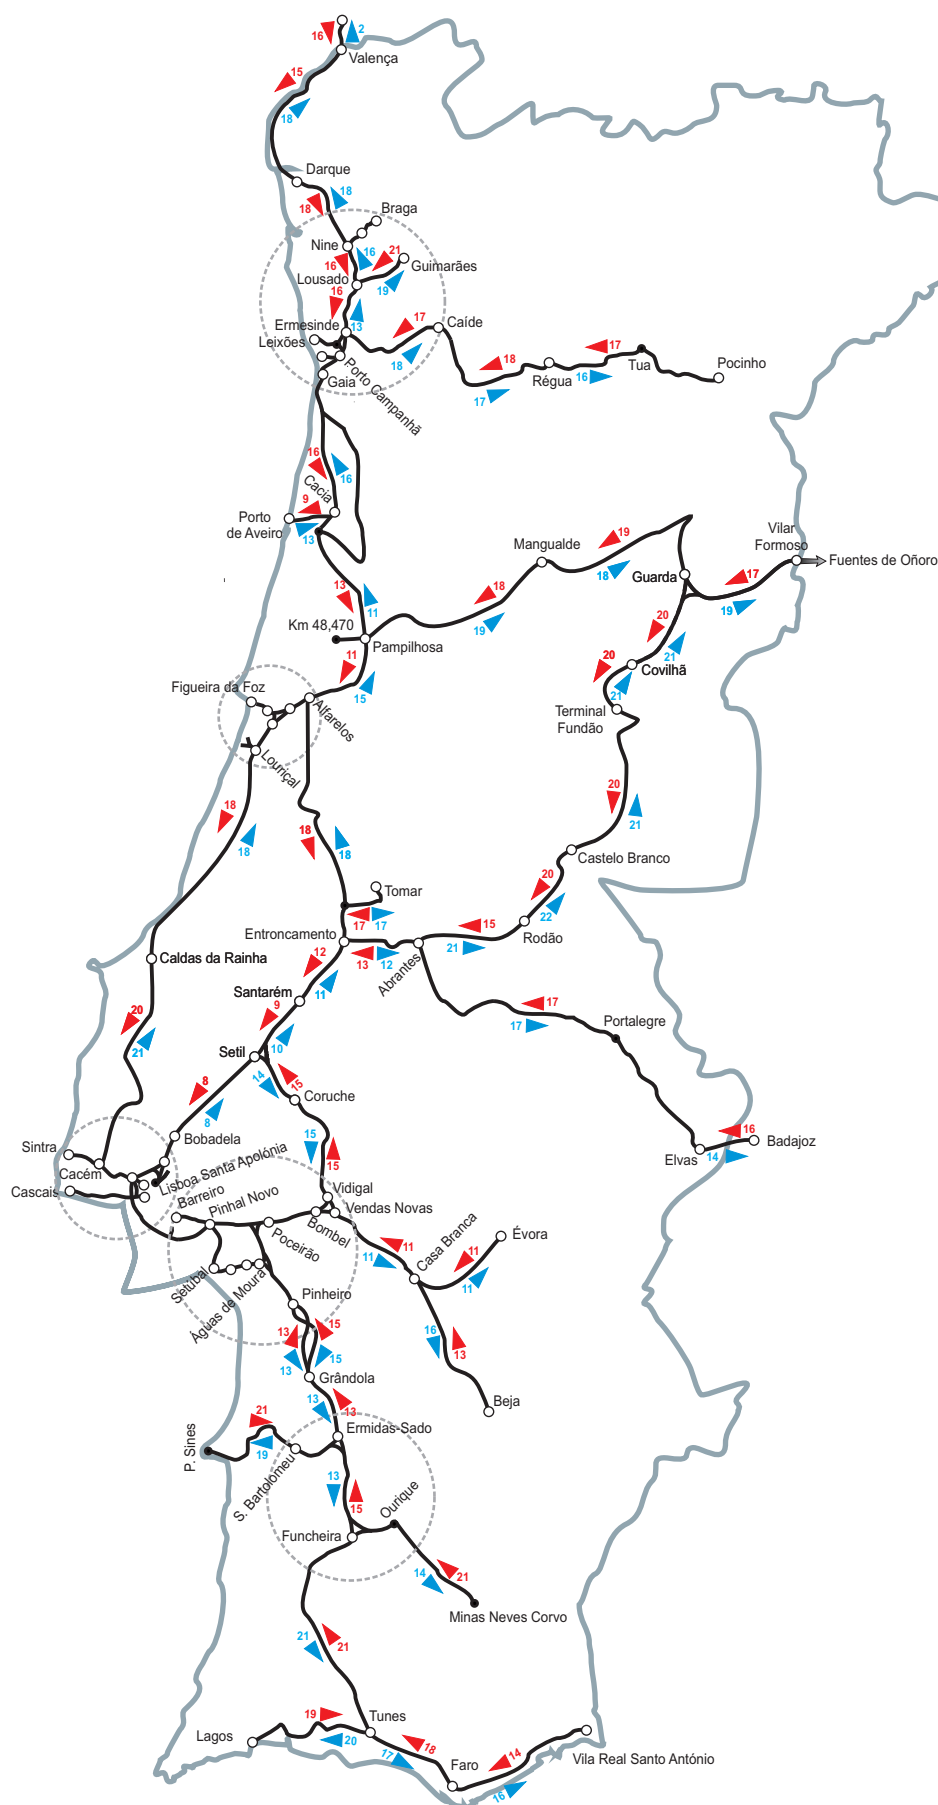 16
2
Valença
15
18
Darque
18
18
Braga
Nine
16
16
21
Guimarães
Lousado
19
16
13
Ermesinde
Leixões
17
Caíde
18
Porto Campanhã
Gaia
18
17
Régua
17
16
Tua
Pocinho
16
16
Cacia
9
Porto
de Aveiro
13
Mangualde
19
18
Vilar
Formoso
Fuentes de Oñoro
Guarda
17
19
13
11
18
19
Km 48,470
Pampilhosa
20
21
Covilhã
11
15
20
21
Figueira da Foz
Alfarelos
Terminal
Fundão
Louriçal
18
18
20
21
18
18
Castelo Branco
Tomar
20
22
17
17
15
21
Rodão
Entroncamento
13
12
Abrantes
Caldas da Rainha
12
11
Santarém
9
10
17
17
Portalegre
20
21
Setil
14
15
Coruche
8
8
Bobadela
15
15
16
14
Badajoz
Elvas
Sintra
Cacém
Cascais
Lisboa Santa Apolónia
Barreiro
Pinhal Novo
Vidigal
Vendas Novas
Bombel
Poceirão
11
11
Casa Branca
Évora
11
11
Setúbal
Águas de Moura
Pinheiro
13
15
13
15
16
13
Grândola
13
13
Beja
Ermidas-Sado
21
19
P. Sines
S. Bartolomeu
13
15
Ourique
Funcheira
14
21
Minas Neves Corvo
21
21
19
20
Tunes
Lagos
17
18
Faro
14
16
Vila Real Santo António